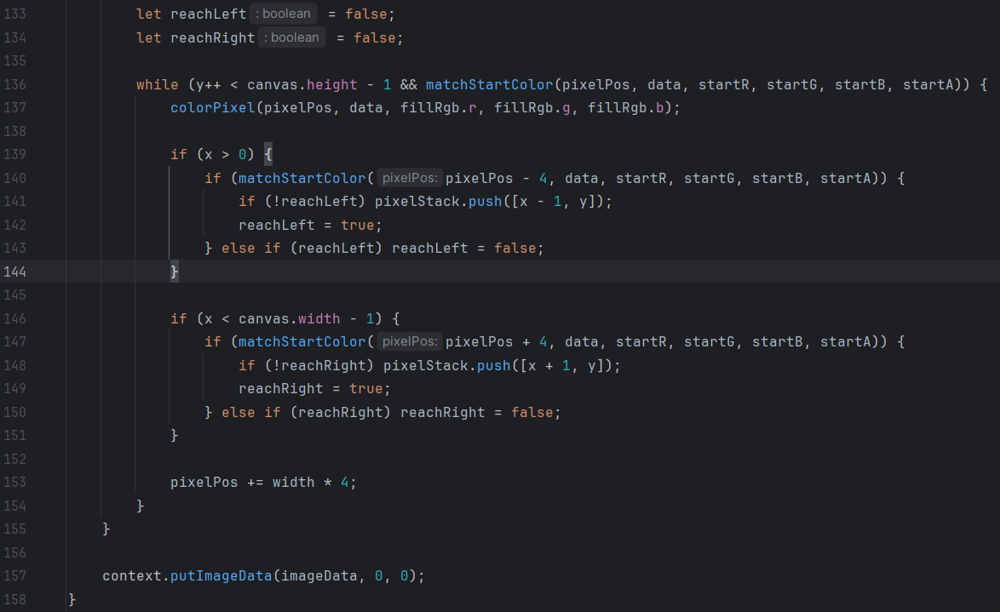 133 let reachLeft : boolean = false;
134 let reachRight : boolean = false;
135
136 while (y++ < canvas.height - 1 && matchStartColor(pixelPos, data, startR, startG, startB, startA)) {
137 colorPixel(pixelPos, data, fillRgb.r, fillRgb.g, fillRgb.b);
138
139 if (x > 0) {
140 if (matchStartColor( pixelPos: pixelPos - 4, data, startR, startG, startB, startA)) {
141 if (!reachLeft) pixelStack.push([x - 1, y]);
142 reachLeft = true;
143 } else if (reachLeft) reachLeft = false;
144 }
145
146 if (x < canvas.width - 1) {
147 if (matchStartColor( pixelPos: pixelPos + 4, data, startR, startG, startB, startA)) {
148 if (!reachRight) pixelStack.push([x + 1, y]);
149 reachRight = true;
150 } else if (reachRight) reachRight = false;
151 }
152
153 pixelPos += width * 4;
154 }
155 }
156
157 context.putImageData(imageData, 0, 0);
158 }